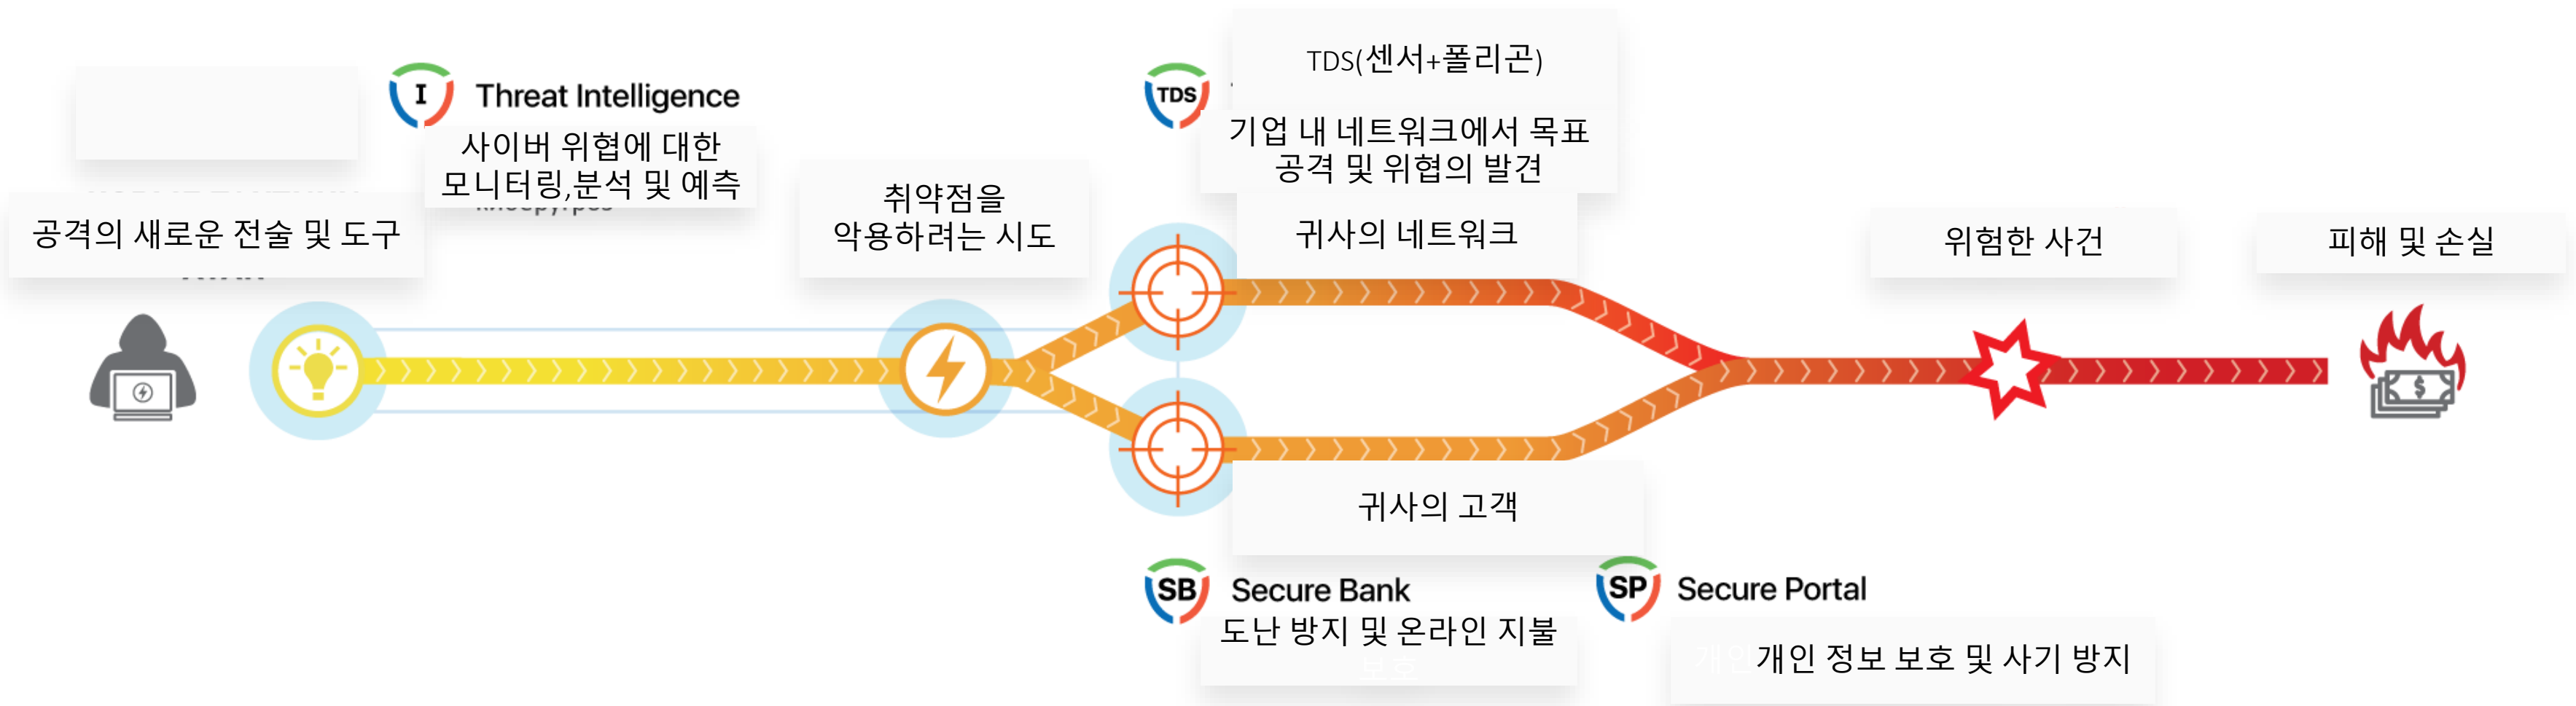 I
Threat Intelligence
사이버 위협에 대한
모니터링,분석 및 예측
공격의 새로운 전술 및 도구
취약점을
악용하려는 시도
TDS
TDS(센서+폴리곤)
기업 내 네트워크에서 목표
공격 및 위협의 발견
귀사의 네트워크
위험한 사건
피해 및 손실
$
귀사의 고객
SB
Secure Bank
도난 방지 및 온라인 지불
보호
SP
Secure Portal
개인 정보 보호 및 사기 방지